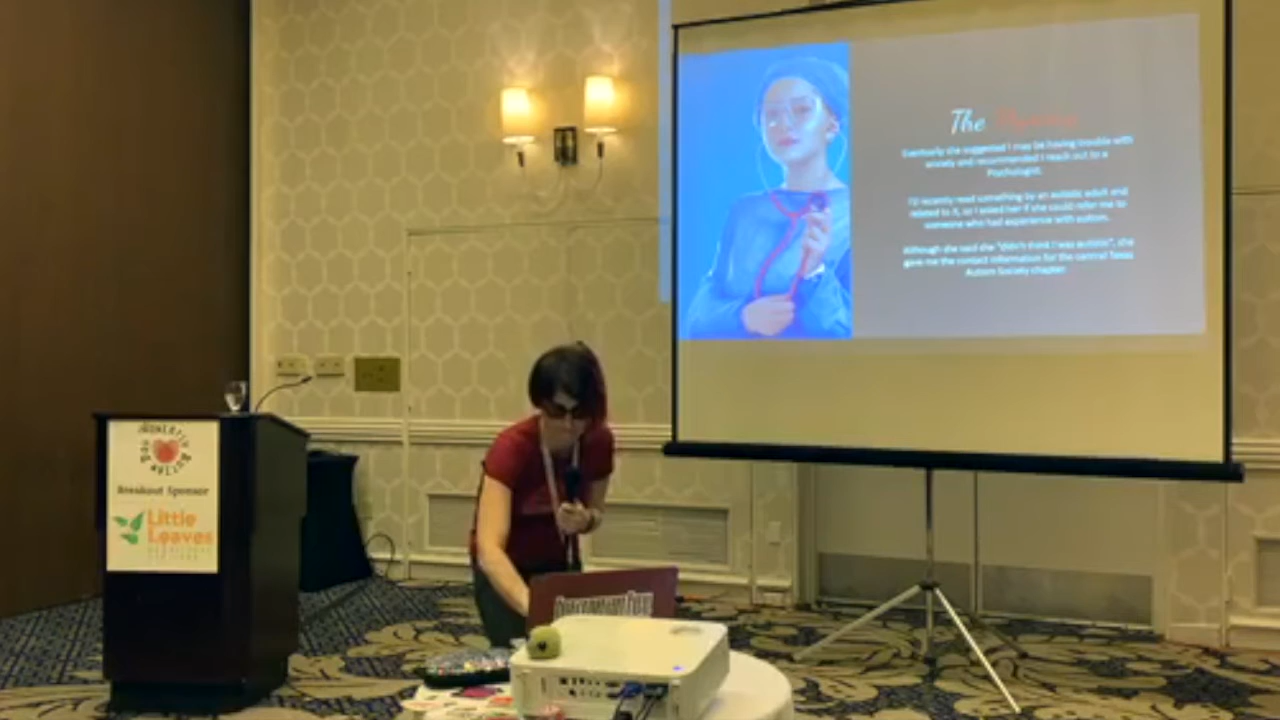 The
Eventually she suggested I may be having trouble with
anxiety and recommended I reach out to a
Psychologist.
I'd recently read something by an autistic adult and
related to it, so I asked her if she could refer me to
someone who had experience with autism.
Although she said she "didn't think I was autistic", she
gave me the contact information for the central Texas
Autism Society chapter.
Breakout Sponsor
Little
Leaves